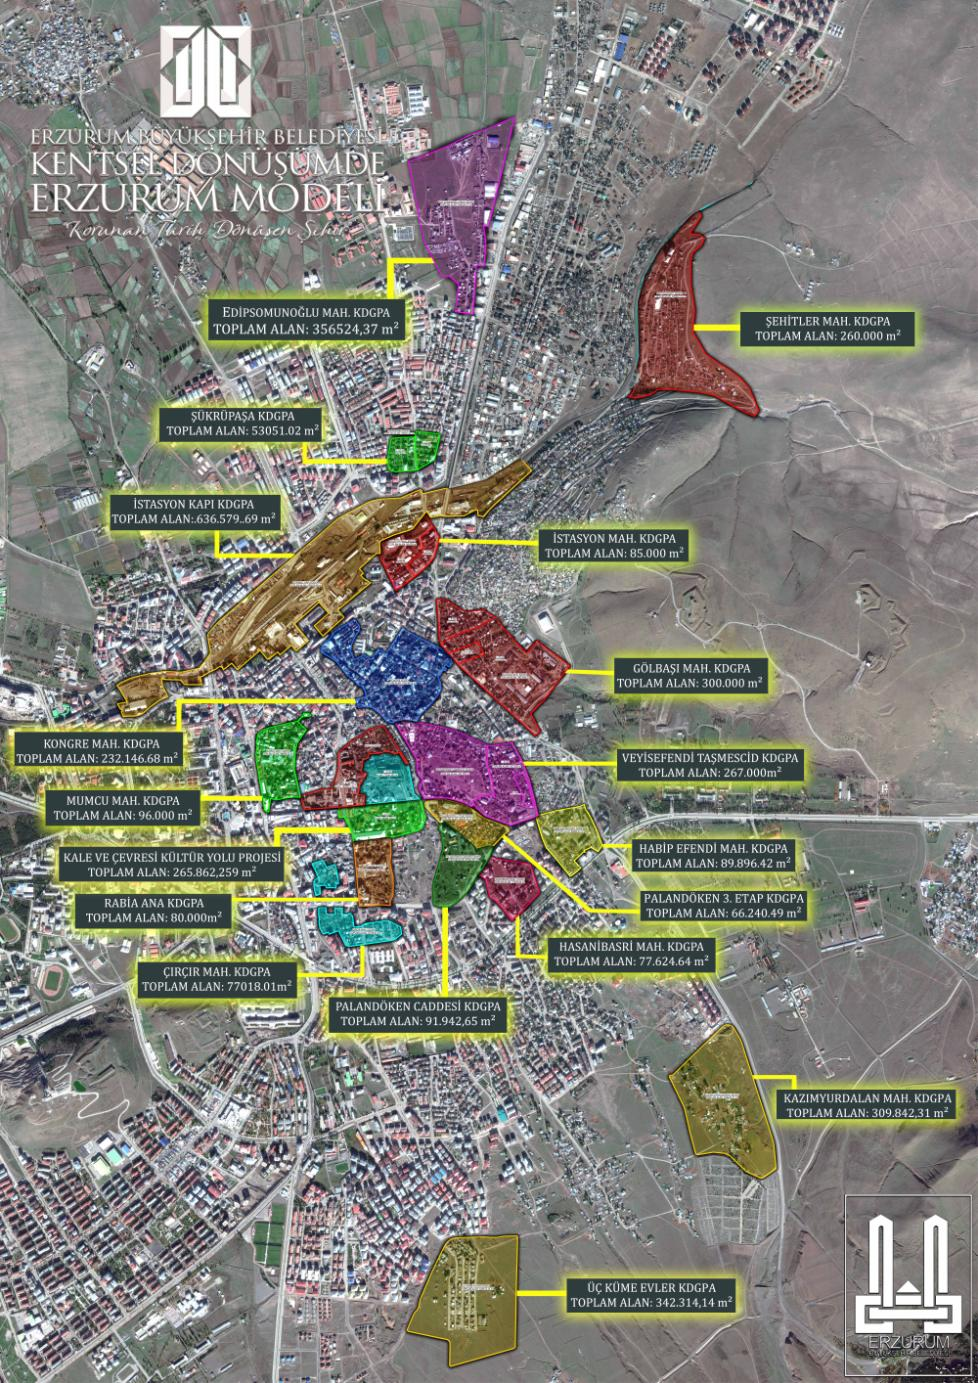 ERZURUM BÜYÜKŞEHİR BELEDİYESİ
KENTSEL DÖNÜŞÜMDE
ERZURUM MODELİ
Korunan Tarih Dönüşen Şehir
EDİPSOMUNOĞLU MAH. KDGPA
TOPLAM ALAN: 356524,37 m²
ŞEHİTLER MAH. KDGPA
TOPLAM ALAN: 260.000 m²
ŞÜKRÜPAŞA KDGPA
TOPLAM ALAN: 53051.02 m²
İSTASYON KAPI KDGPA
TOPLAM ALAN:.636.579..69 m²
İSTASYON MAH. KDGPA
TOPLAM ALAN: 85.000 m²
GÖLBAŞI MAH. KDGPA
TOPLAM ALAN: 300.000 m²
KONGRE MAH. KDGPA
TOPLAM ALAN: 232.146.68 m²
VEYİSEFENDİ TAŞMESCİD KDGPA
TOPLAM ALAN: 267.000m²
MUMCU MAH. KDGPA
TOPLAM ALAN: 96.000 m²
HABİP EFENDİ MAH. KDGPA
TOPLAM ALAN: 89.896.42 m²
KALE VE ÇEVRESİ KÜLTÜR YOLU PROJESİ
TOPLAM ALAN: 265.862,259 m²
PALANDÖKEN 3. ETAP KDGPA
TOPLAM ALAN: 66.240.49 m²
RABİA ANA KDGPA
TOPLAM ALAN: 80.000m²
HASANİBASRİ MAH. KDGPA
TOPLAM ALAN: 77.624.64 m²
ÇIRÇIR MAH. KDGPA
TOPLAM ALAN: 77018.01m²
PALANDÖKEN CADDESİ KDGPA
TOPLAM ALAN: 91.942,65 m²
KAZIMYURDALAN MAH. KDGPA
TOPLAM ALAN: 309.842,31 m²
ÜÇ KÜME EVLER KDGPA
TOPLAM ALAN: 342.314,14 m²
ERZURUM
BÜYÜKŞEHİR BELEDİYESİ